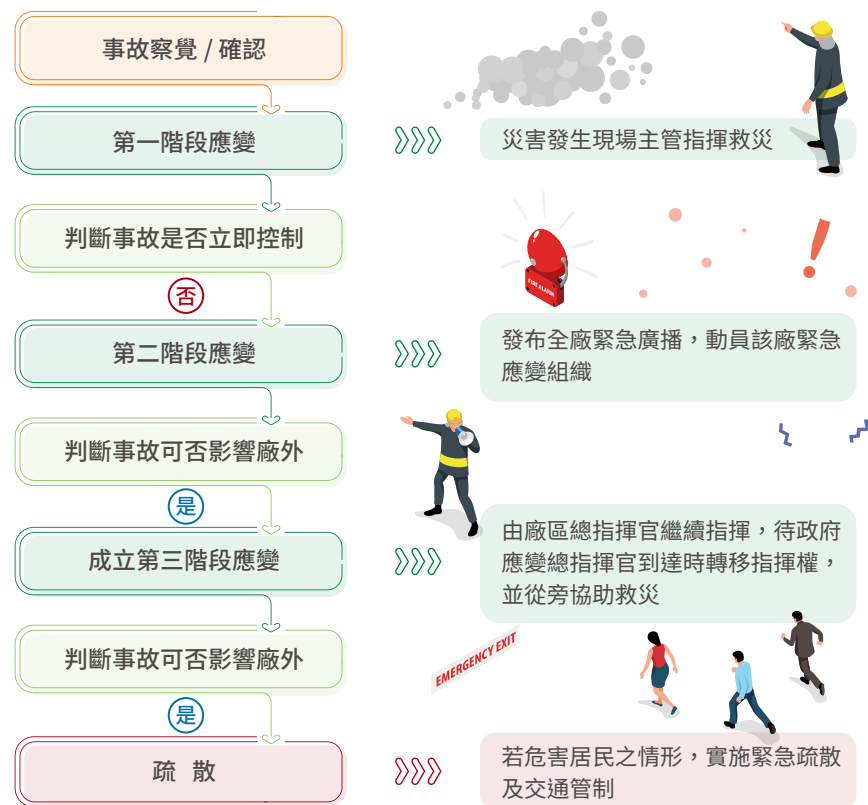 事故察覺 / 確認
第一階段應變
災害發生現場主管指揮救災
判斷事故是否立即控制
FIRE ALARM
否
第二階段應變
發布全廠緊急廣播，動員該廠緊急
應變組織
判斷事故可否影響廠外
是
成立第三階段應變
由廠區總指揮官繼續指揮，待政府
應變總指揮官到達時轉移指揮權，
並從旁協助救災
判斷事故可否影響廠外
EMERGENCY EXIT
是
疏 散
若危害居民之情形，實施緊急疏散
及交通管制